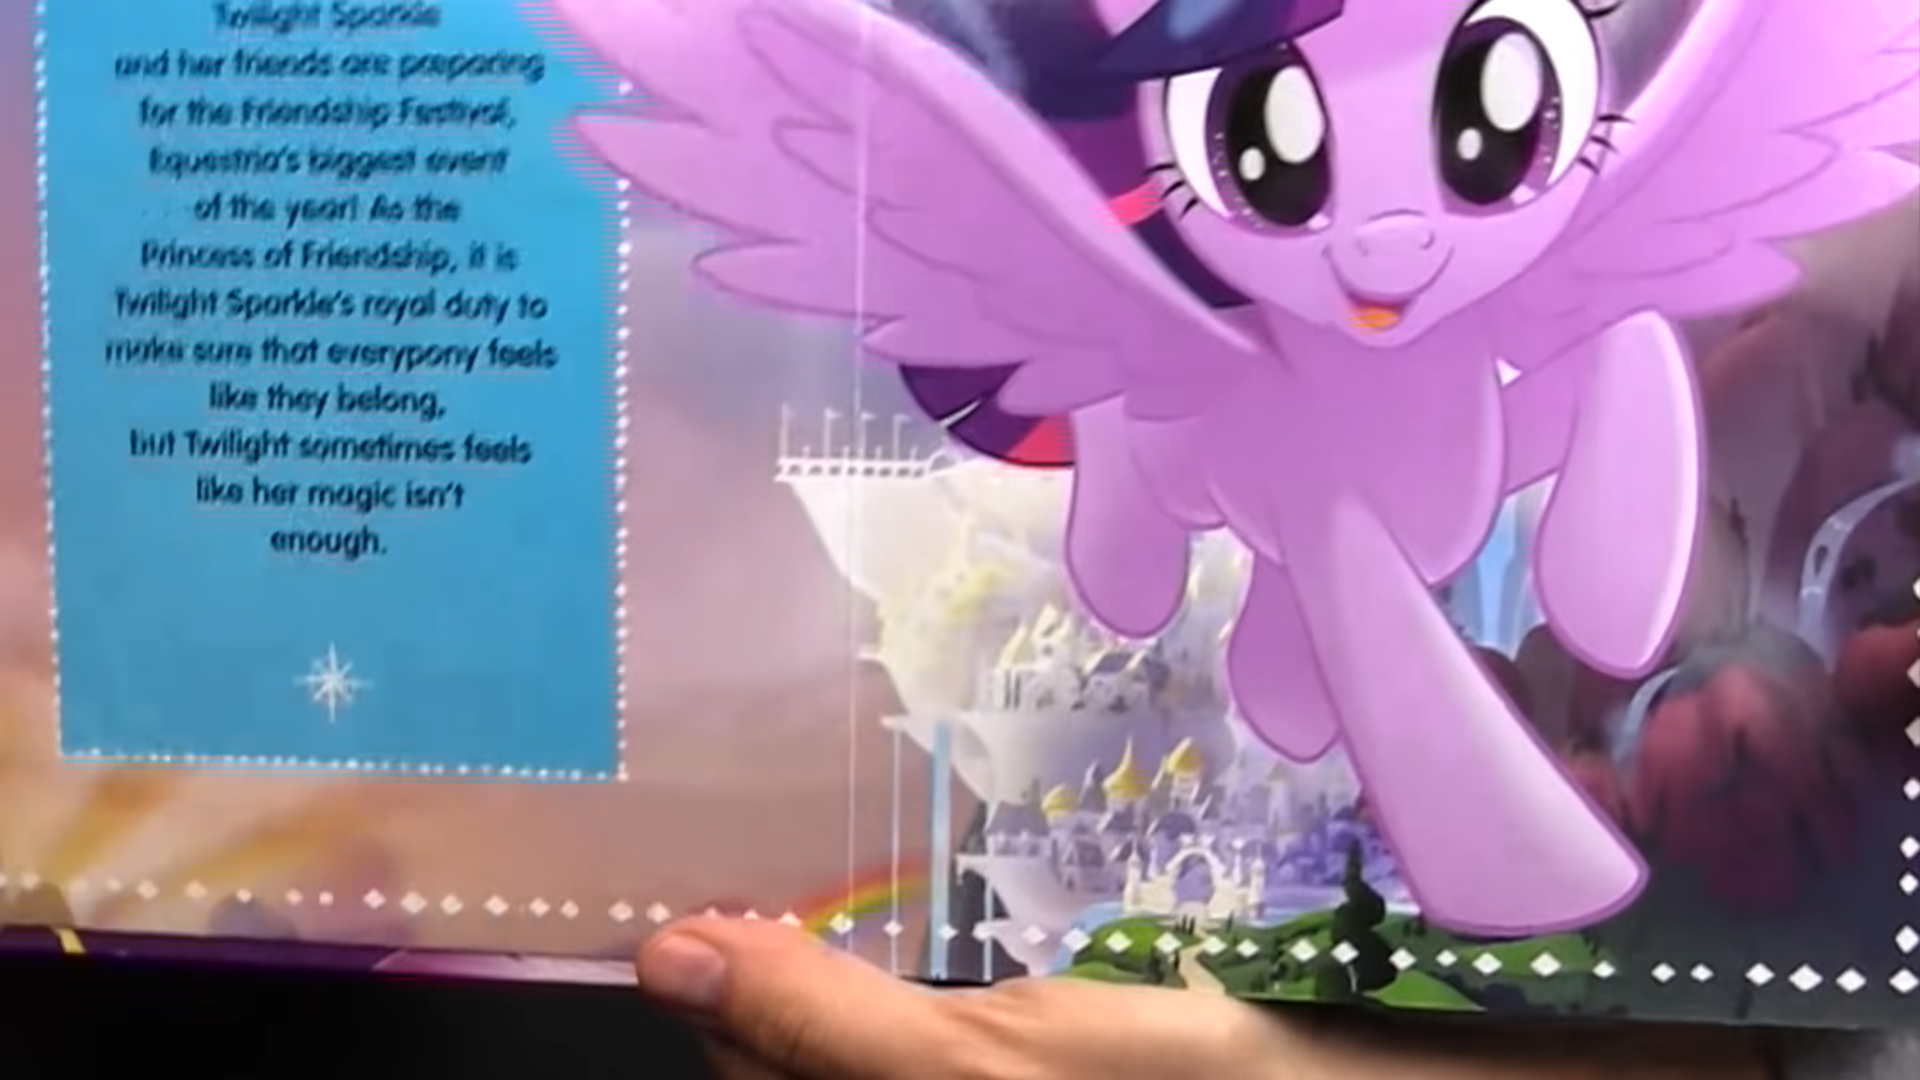 Twilight Sparkle
and her friends are preparing
for the Friendship Festival,
Equestria's biggest event
of the year! As the
Princess of Friendship, it is
Twilight Sparkle's royal duty to
make sure that everypony feels
like they belong,
but Twilight sometimes feels
like her magic isn't
enough.